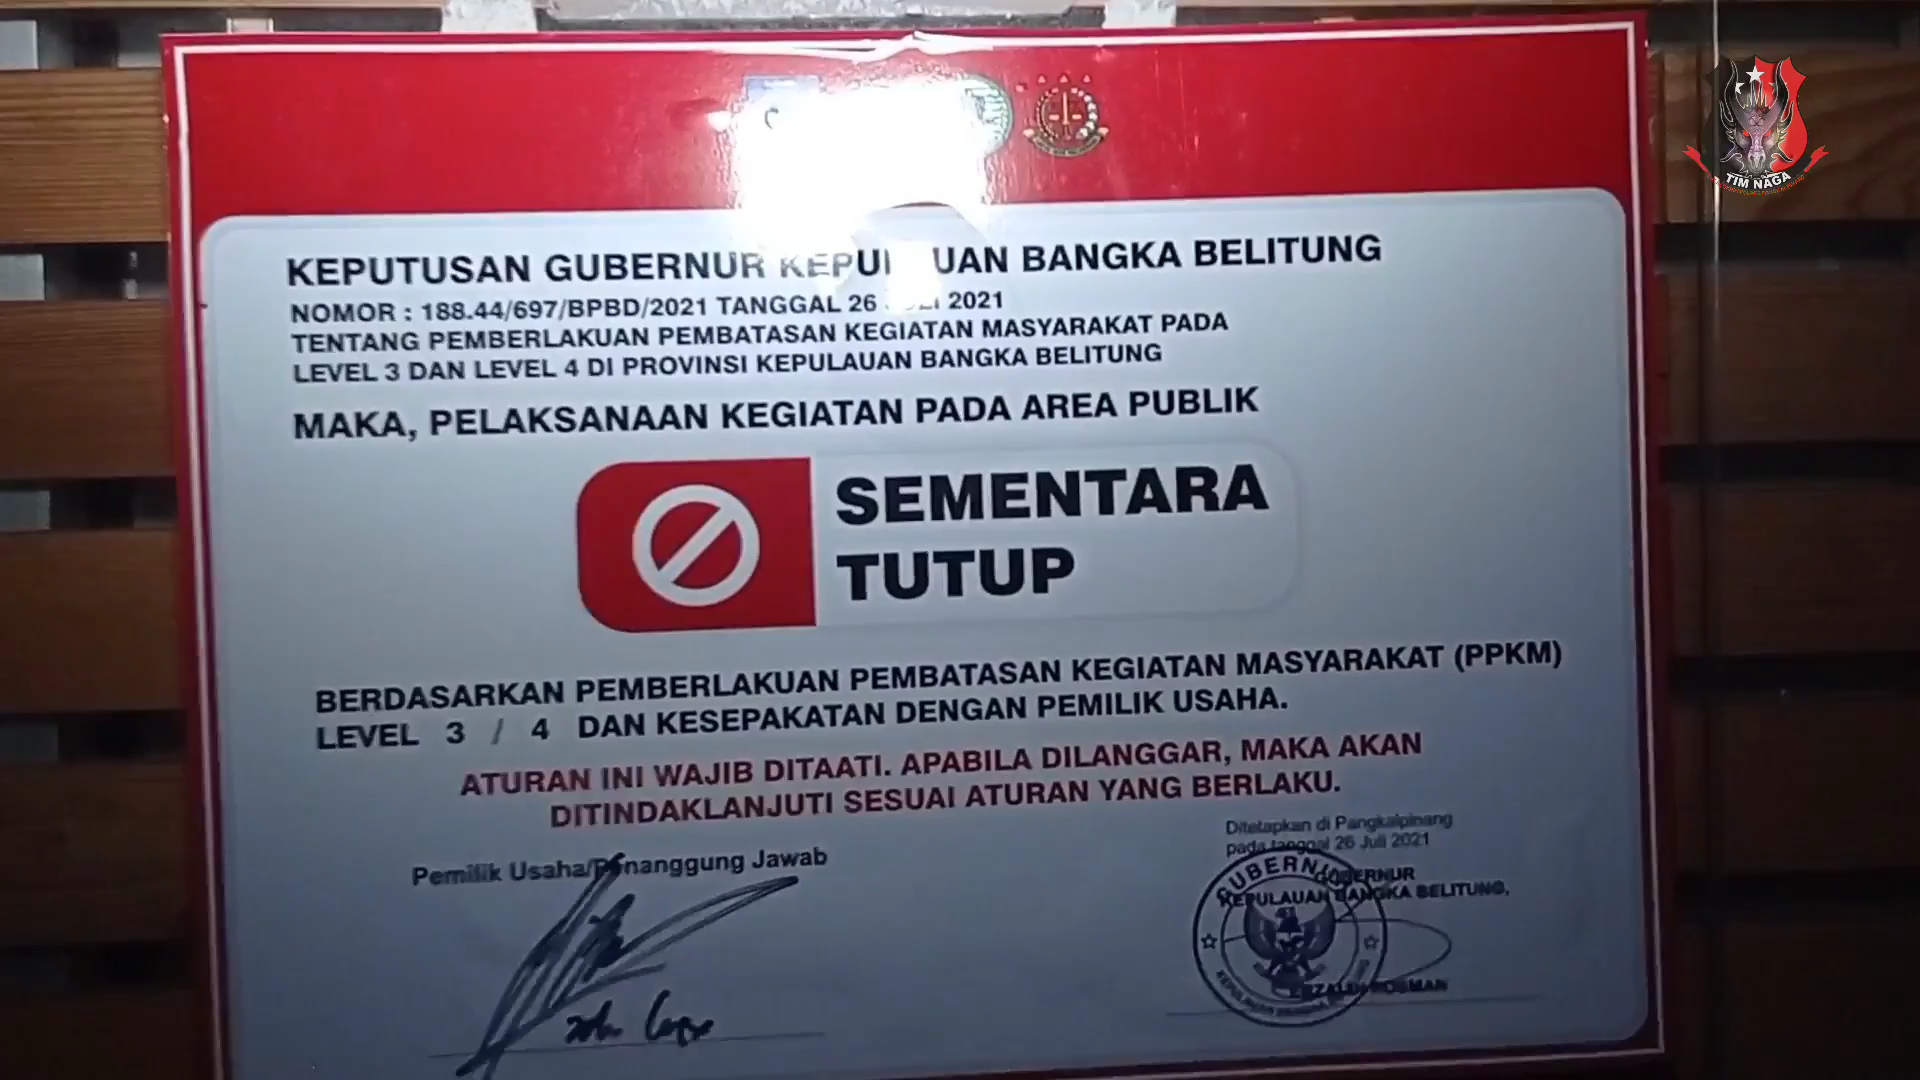 TIM NAGA
KEPUTUSAN GUBERNUR BANGKA BELITUNG
NOMOR : 188.44/697/BPBD/2021 TANGGAL 26 2021
TENTANG PEMBERLAKUAN PEMBATASAN KEGIATAN MASYARAKAT PADA
LEVEL 3 DAN LEVEL 4 DI PROVINSI KEPULAUAN BANGKA BELITUNG
MAKA, PELAKSANAAN KEGIATAN PADA AREA PUBLIK
SEMENTARA
TUTUP
BERDASARKAN PEMBERLAKUAN PEMBATASAN KEGIATAN MASYARAKAT (PPKM)
LEVEL 3 / 4 DAN KESEPAKATAN DENGAN PEMILIK USAHA.
ATURAN INI WAJIB DITAATI. APABILA DILANGGAR, MAKA AKAN
DITINDAKLANJUTI SESUAI ATURAN YANG BERLAKU.
Ditetapkan di Pangkalpinang
pada tanggal 26 Juli 2021
Pemilik Usaha/Penanggung Jawab
GUBERNUR
KEPULAUAN BANGKA BELITUNG,
ROSMAN